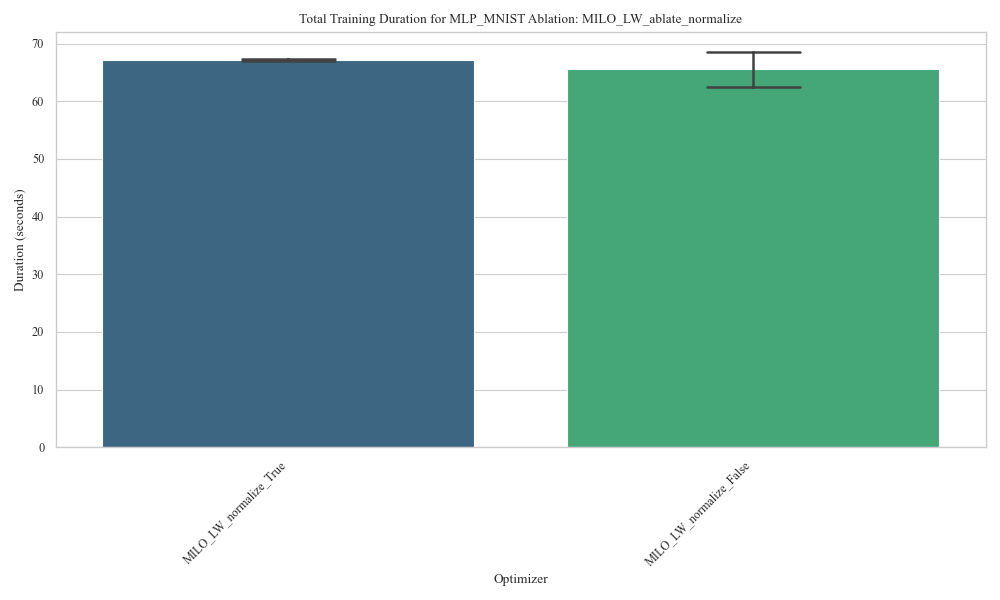 Total Training Duration for MLP_MNIST Ablation: MILO_LW_ablate_normalize
70
60
50
40
30
20
10
0
Duration (seconds)
MILO_LW_normalize_True
MILO_LW_normalize_False
Optimizer